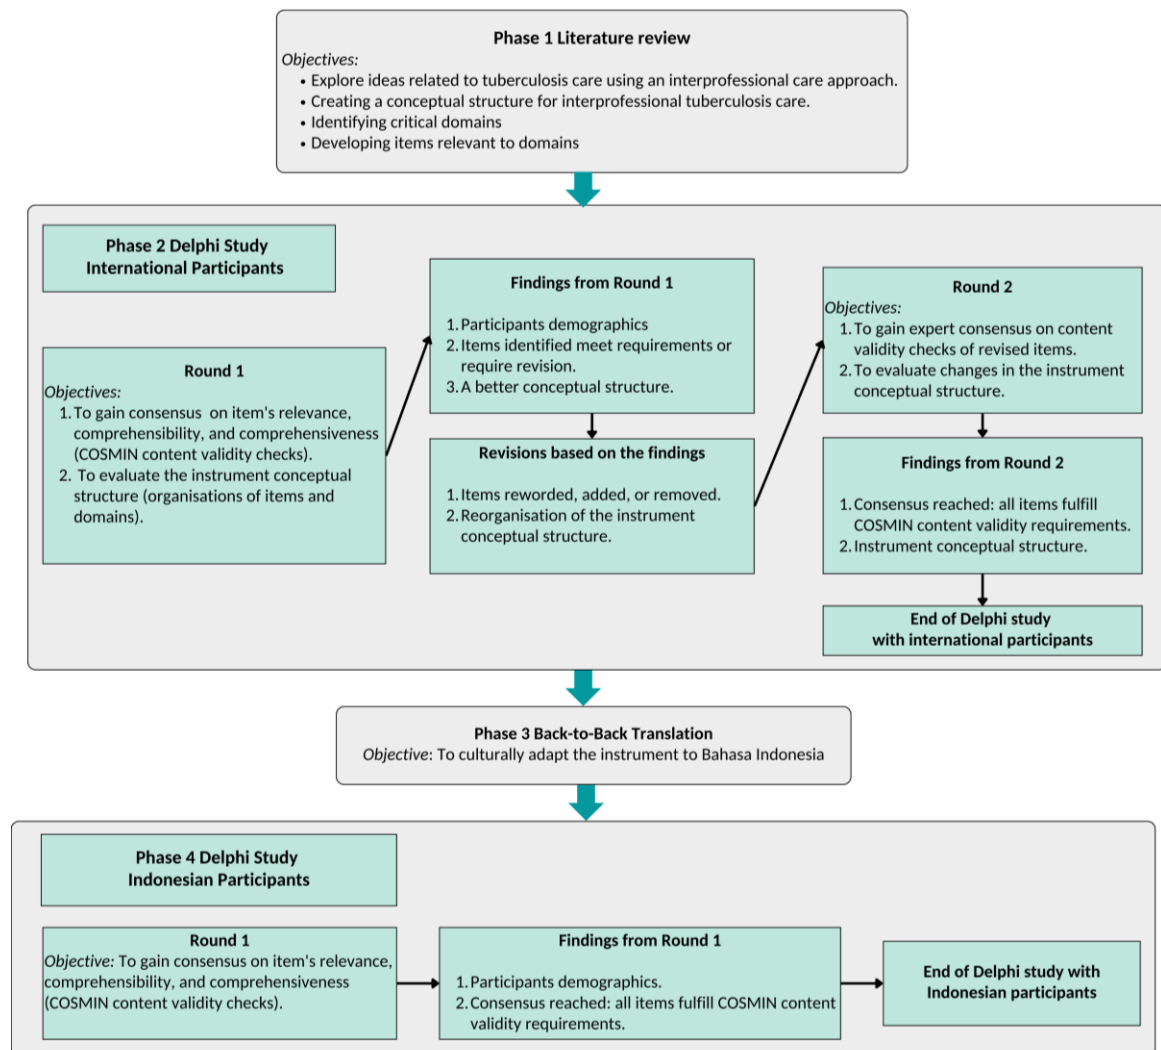 Phase 1 Literature review
Objectives:
• Explore ideas related to tuberculosis care using an interprofessional care approach.
• Creating a conceptual structure for interprofessional tuberculosis care.
• Identifying critical domains
• Developing items relevant to domains
Phase 2 Delphi Study
International Participants
Round 1
Objectives:
1. To gain consensus on item's relevance,
comprehensibility, and comprehensiveness
(COSMIN content validity checks).
2. To evaluate the instrument conceptual
structure (organisations of items and
domains).
Findings from Round 1
1. Participants demographics
2. Items identified meet requirements or
require revision.
3. A better conceptual structure.
Revisions based on the findings
1. Items reworded, added, or removed.
2. Reorganisation of the instrument
conceptual structure.
Round 2
Objectives:
1. To gain expert consensus on content
validity checks of revised items.
2. To evaluate changes in the instrument
conceptual structure.
Findings from Round 2
1. Consensus reached: all items fulfill
COSMIN content validity requirements.
2. Instrument conceptual structure.
End of Delphi study
with international participants
Phase 3 Back-to-Back Translation
Objective: To culturally adapt the instrument to Bahasa Indonesia
Phase 4 Delphi Study
Indonesian Participants
Round 1
Objective: To gain consensus on item's relevance,
comprehensibility, and comprehensiveness
(COSMIN content validity checks).
Findings from Round 1
1. Participants demographics.
2. Consensus reached: all items fulfill COSMIN content
validity requirements.
End of Delphi study with
Indonesian participants